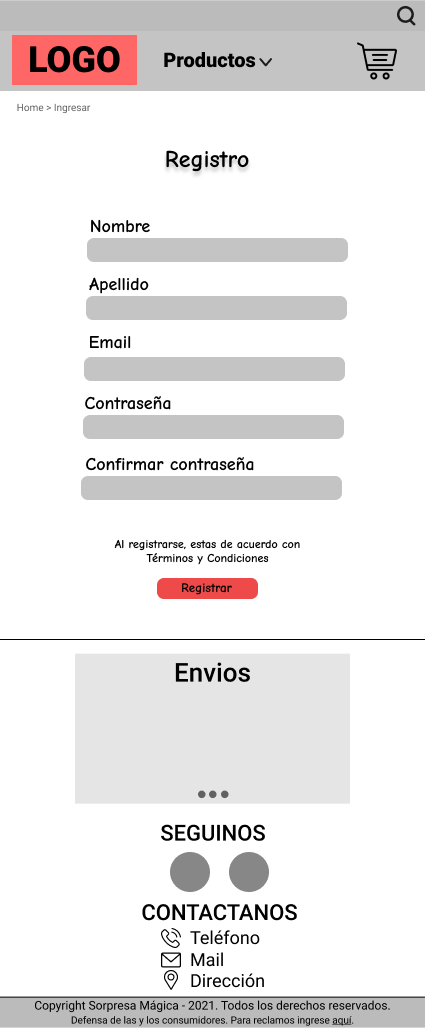 LOGO
Productos
Home > Ingresar
Registro
Nombre
Apellido
Email
Contraseña
Confirmar contraseña
Al registrarse, estas de acuerdo con
Términos y Condiciones
Registrar
Envios
SEGUINOS
CONTACTANOS
Teléfono
Mail
Dirección
Copyright Sorpresa Mágica - 2021. Todos los derechos reservados.
Defensa de las y los consumidores. Para reclamos ingrese aquí.